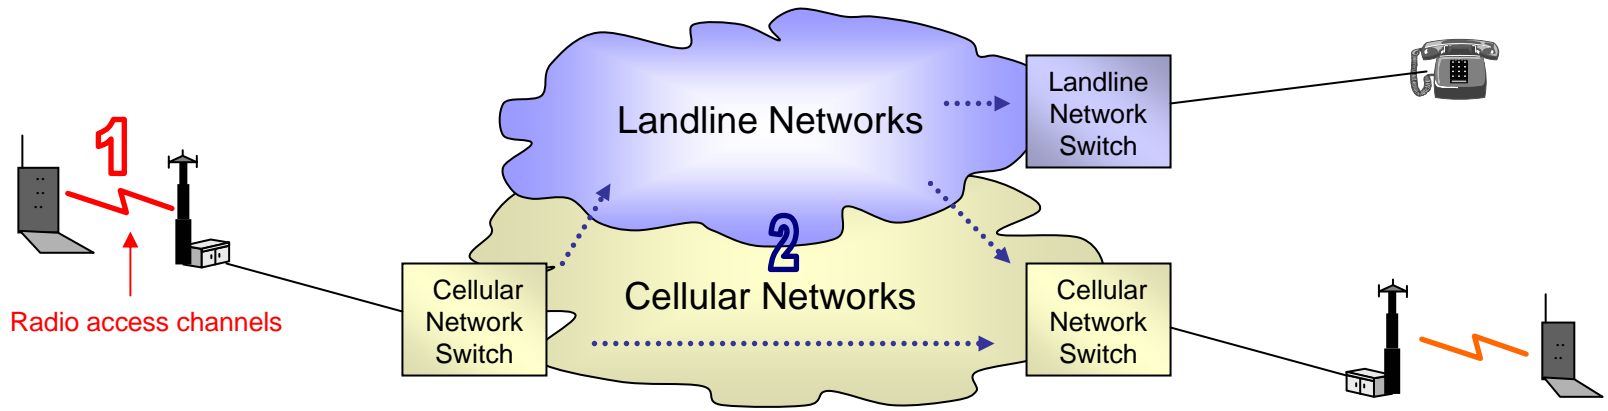 1
Radio access channels
Landline Networks
2
Cellular Networks
Cellular
Network
Switch
Landline
Network
Switch
Cellular
Network
Switch